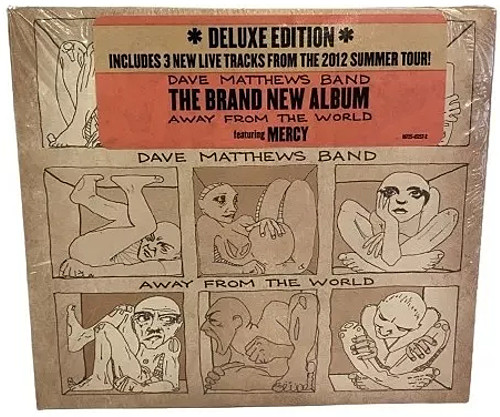 * DELUXE EDITION *
INCLUDES 3 NEW LIVE TRACKS FROM THE 2012 SUMMER TOUR!
DAVE MATTHEWS BAND
THE BRAND NEW ALBUM
AWAY FROM THE WORLD
featuring MERCY
DAVE MATTHEWS BAND
AWAY FROM THE WORLD